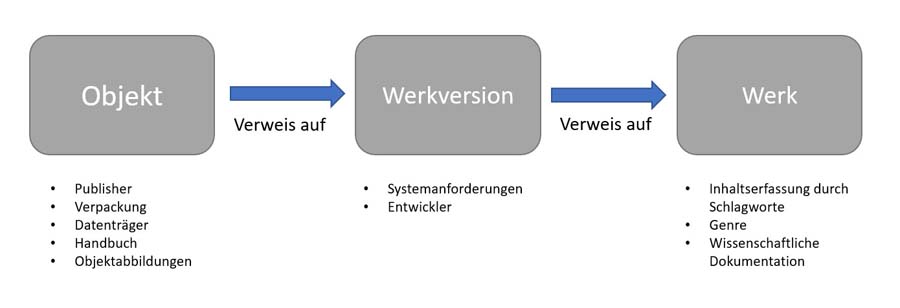 Objekt
Verweis auf
Werkversion
Verweis auf
Werk
• Publisher
• Verpackung
• Datenträger
• Handbuch
• Objektabbildungen
• Systemanforderungen
• Entwickler
• Inhaltserfassung durch
Schlagworte
• Genre
• Wissenschaftliche
Dokumentation